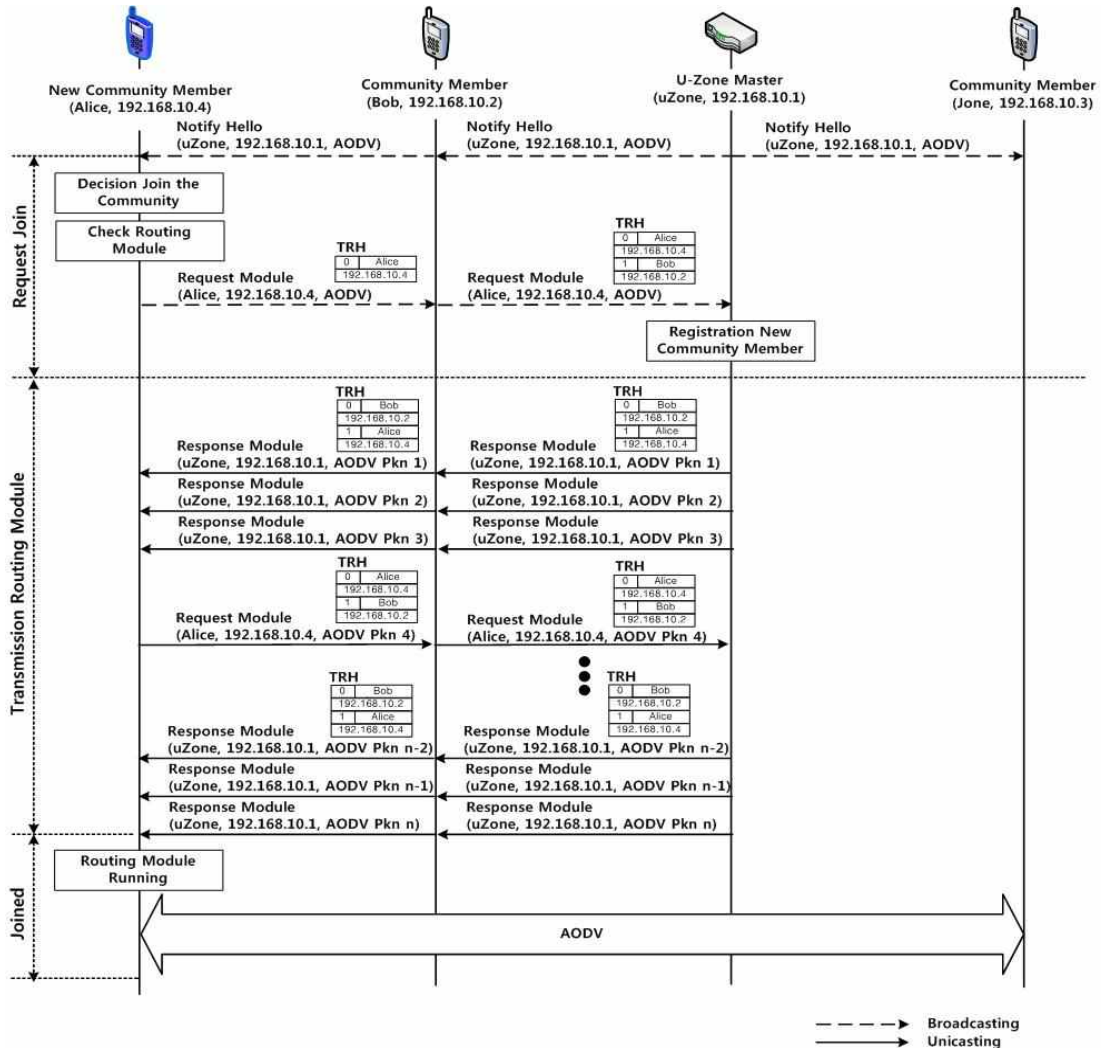 New Community Member
(Alice, 192.168.10.4)
Community Member
(Bob, 192.168.10.2)
U-Zone Master
(uZone, 192.168.10.1)
Community Member
(Jone, 192.168.10.3)
Notify Hello
(uZone, 192.168.10.1, AODV)
Notify Hello
(uZone, 192.168.10.1, AODV)
Notify Hello
(uZone, 192.168.10.1, AODV)
Request Join
Decision Join the
Community
Check Routing
Module
TRH
0 Alice
192.168.10.4
Request Module
(Alice, 192.168.10.4, AODV)
TRH
0 Alice
192.168.10.4
1 Bob
192.168.10.2
Request Module
(Alice, 192.168.10.4, AODV)
Registration New
Community Member
Transmission Routing Module
TRH
0 Bob
192.168.10.2
1 Alice
192.168.10.4
Response Module
(uZone, 192.168.10.1, AODV Pkn 1)
TRH
0 Bob
192.168.10.2
1 Alice
192.168.10.4
Response Module
(uZone, 192.168.10.1, AODV Pkn 1)
Response Module
(uZone, 192.168.10.1, AODV Pkn 2)
Response Module
(uZone, 192.168.10.1, AODV Pkn 2)
Response Module
(uZone, 192.168.10.1, AODV Pkn 3)
Response Module
(uZone, 192.168.10.1, AODV Pkn 3)
TRH
0 Alice
192.168.10.4
1 Bob
192.168.10.2
Request Module
(Alice, 192.168.10.4, AODV Pkn 4)
TRH
0 Alice
192.168.10.4
1 Bob
192.168.10.2
Request Module
(Alice, 192.168.10.4, AODV Pkn 4)
TRH
0 Bob
192.168.10.2
1 Alice
192.168.10.4
Response Module
(uZone, 192.168.10.1, AODV Pkn n-2)
TRH
0 Bob
192.168.10.2
1 Alice
192.168.10.4
Response Module
(uZone, 192.168.10.1, AODV Pkn n-2)
Response Module
(uZone, 192.168.10.1, AODV Pkn n-1)
Response Module
(uZone, 192.168.10.1, AODV Pkn n-1)
Response Module
(uZone, 192.168.10.1, AODV Pkn n)
Response Module
(uZone, 192.168.10.1, AODV Pkn n)
Joined
Routing Module
Running
AODV
Broadcasting
Unicasting